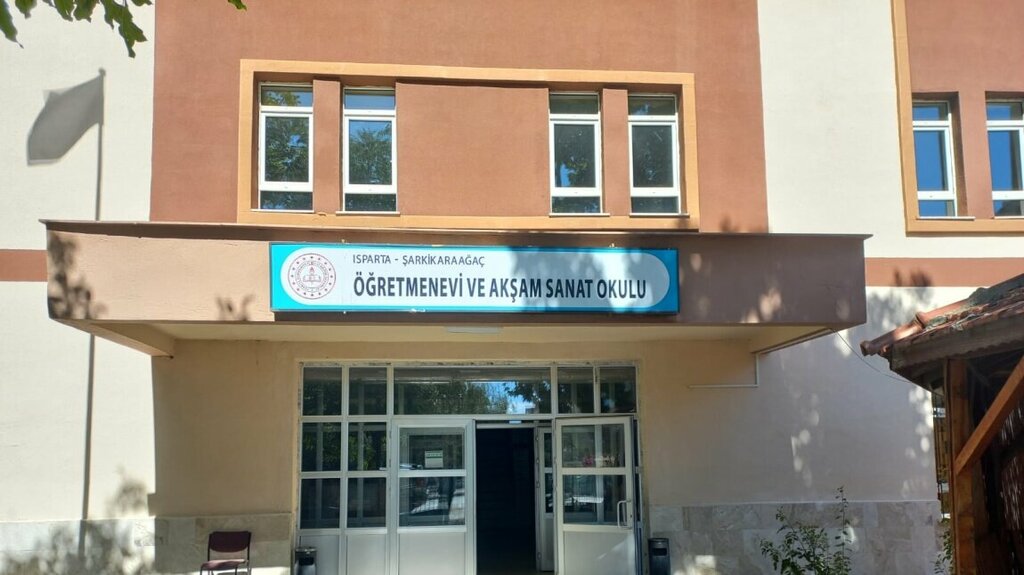 ISPARTA - ŞARKİKARAAĞAÇ
ÖĞRETMENEVİ VE AKŞAM SANAT OKULU